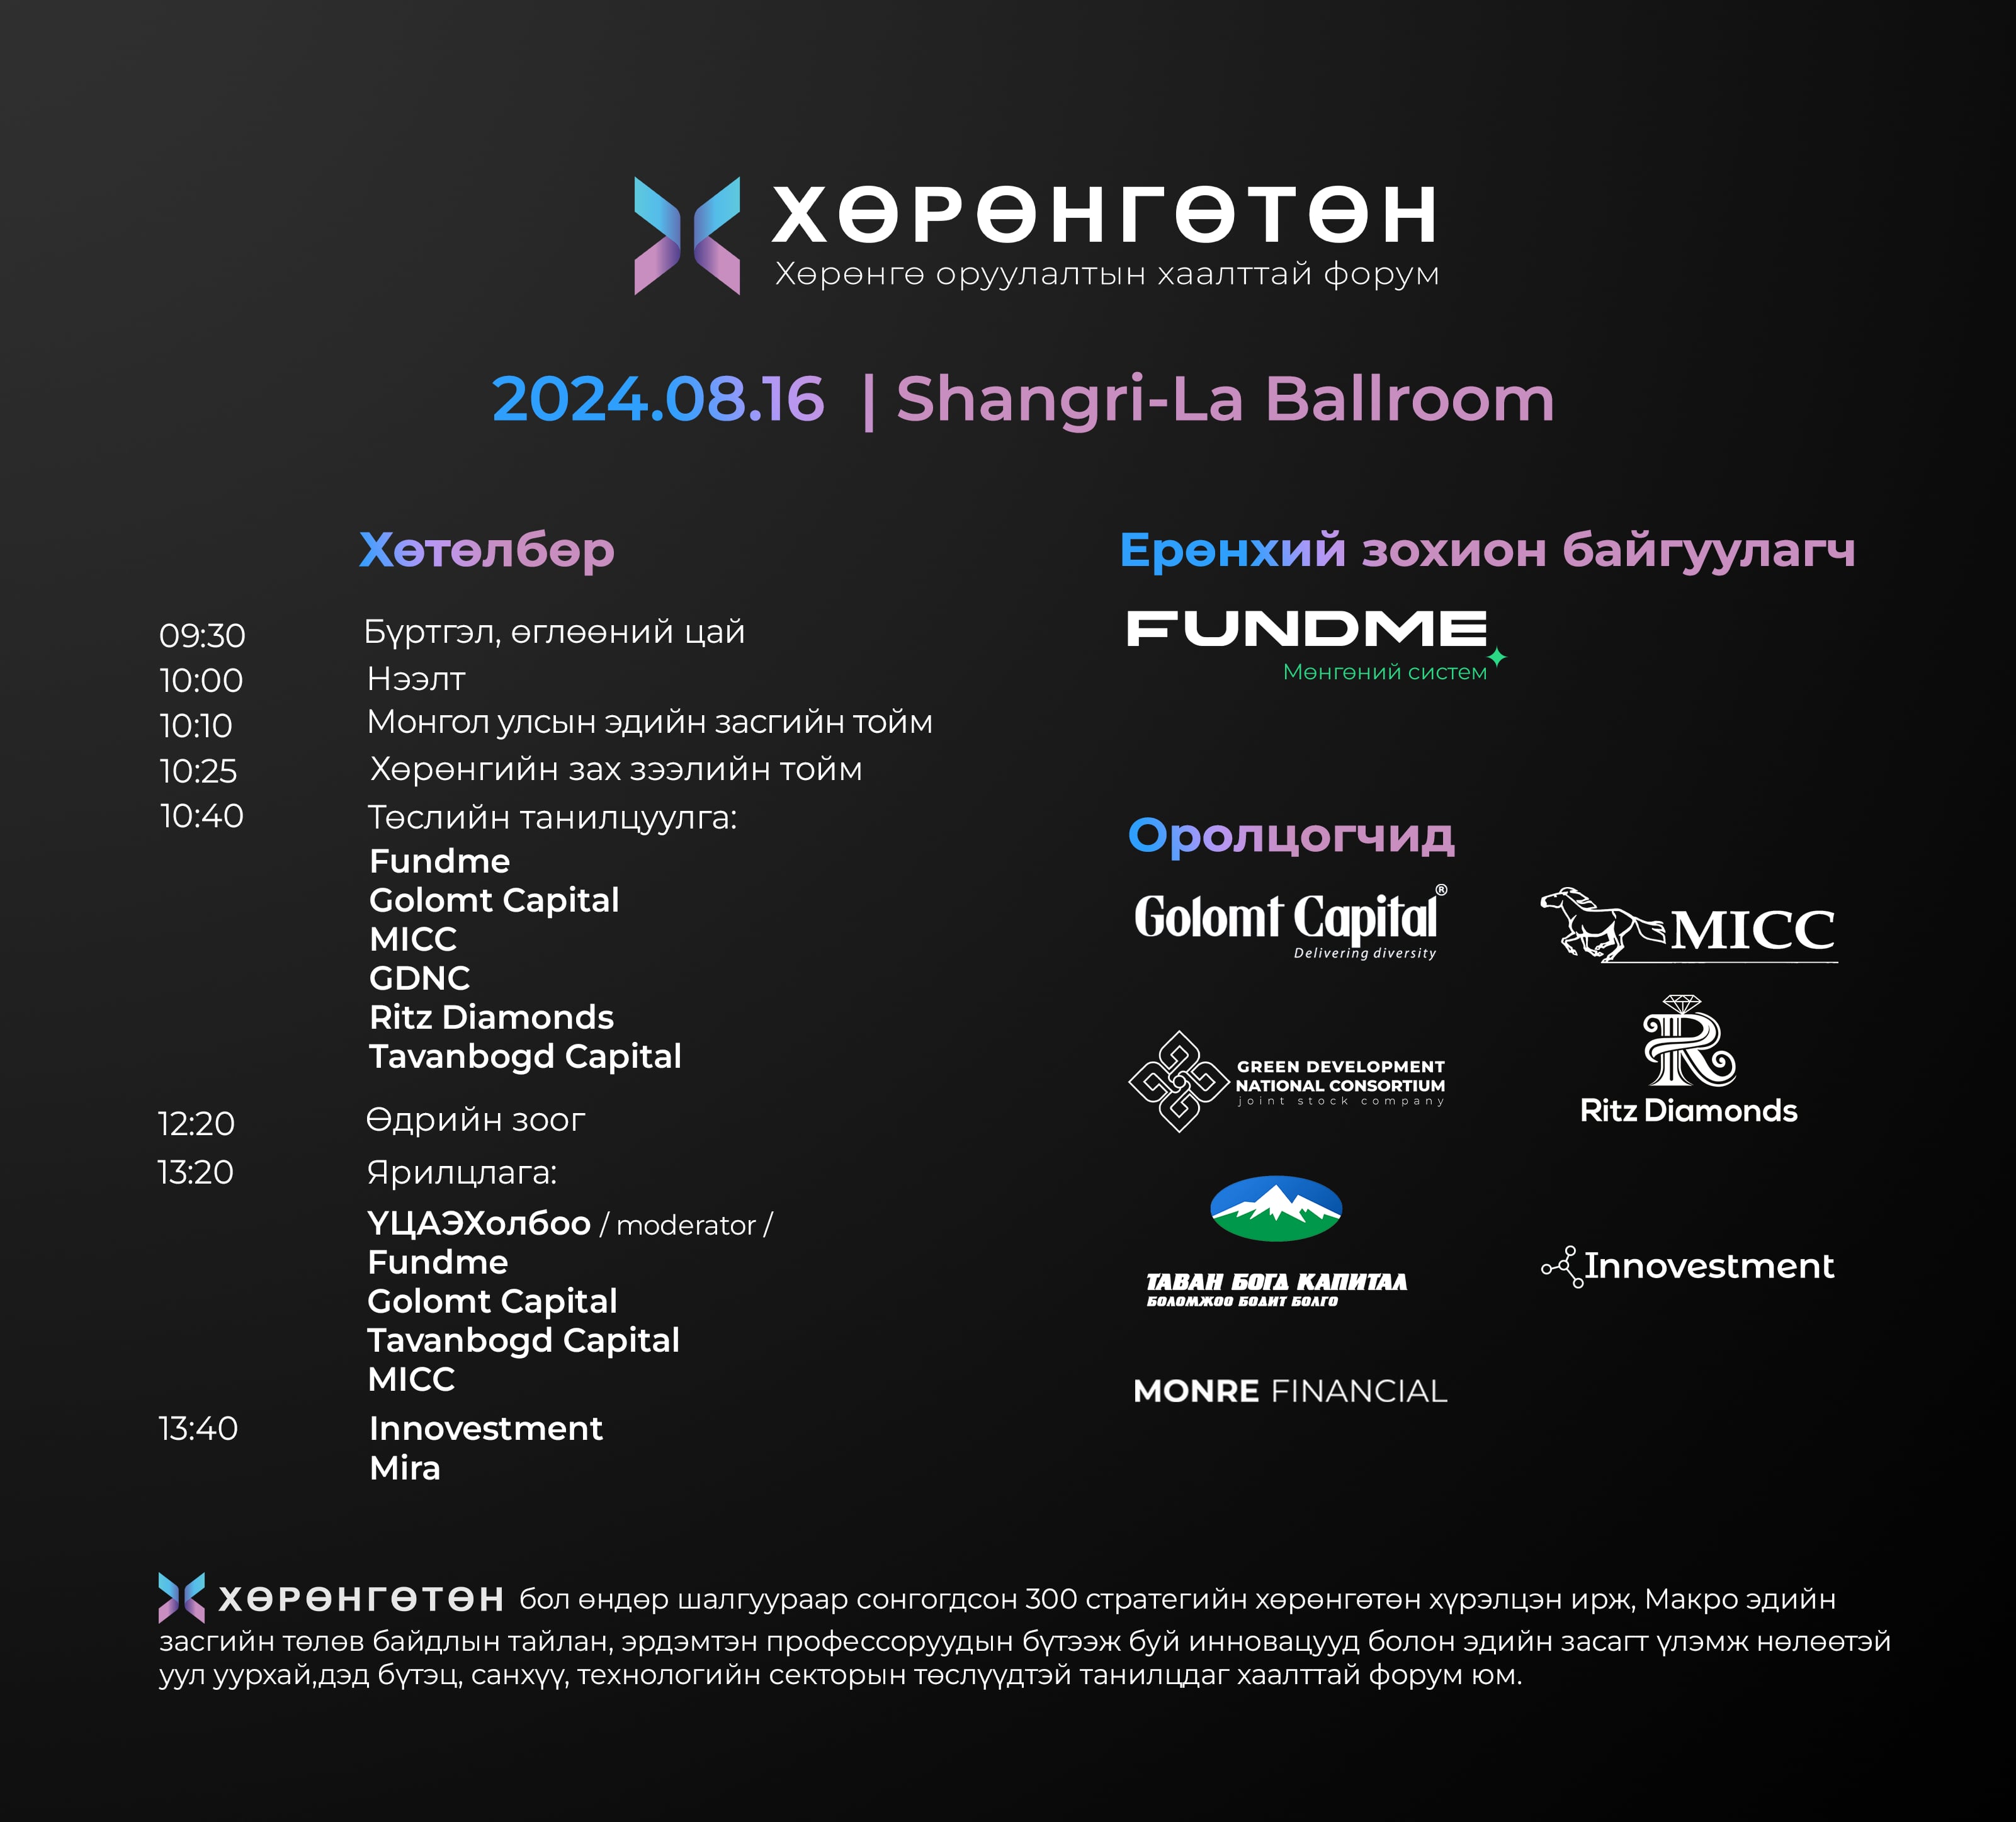 ХӨРӨНГӨТӨН
Хөрөнгө оруулалтын хаалттай форум
2024.08.16 | Shangri-La Ballroom
Хөтөлбөр
09:30 Бүртгэл, өглөөний цай
10:00 Нээлт
10:10 Монгол улсын эдийн засгийн тойм
10:25 Хөрөнгийн зах зээлийн тойм
10:40 Төслийн танилцуулга:
Fundme
Golomt Capital
MICC
GDNC
Ritz Diamonds
Tavanbogd Capital
12:20 Өдрийн зоог
13:20 Ярилцлага:
ҮЦАЭХолбоо / moderator /
Fundme
Golomt Capital
Tavanbogd Capital
MICC
13:40 Innovestment
Mira
Ерөнхий зохион байгуулагч
FUNDME
Мөнгөний систем
Оролцогчид
Golomt Capital®
Delivering diversity
MICC
GREEN DEVELOPMENT
NATIONAL CONSORTIUM
joint stock company
R
Ritz Diamonds
ТАВАН БОГД КАПИТАЛ
БОЛОМЖОО БОДИТ БОЛГО
Innovestment
MONRE FINANCIAL
ХӨРӨНГӨТӨН бол өндөр шалгуураар сонгогдсон 300 стратегийн хөрөнгөтөн хүрэлцэн ирж, Макро эдийн
засгийн төлөв байдлын тайлан, эрдэмтэн профессоруудын бүтээж буй инновацууд болон эдийн засагт үлэмж нөлөөтэй
уул уурхай,дэд бүтэц, санхүү, технологийн секторын төслүүдтэй танилцдаг хаалттай форум юм.